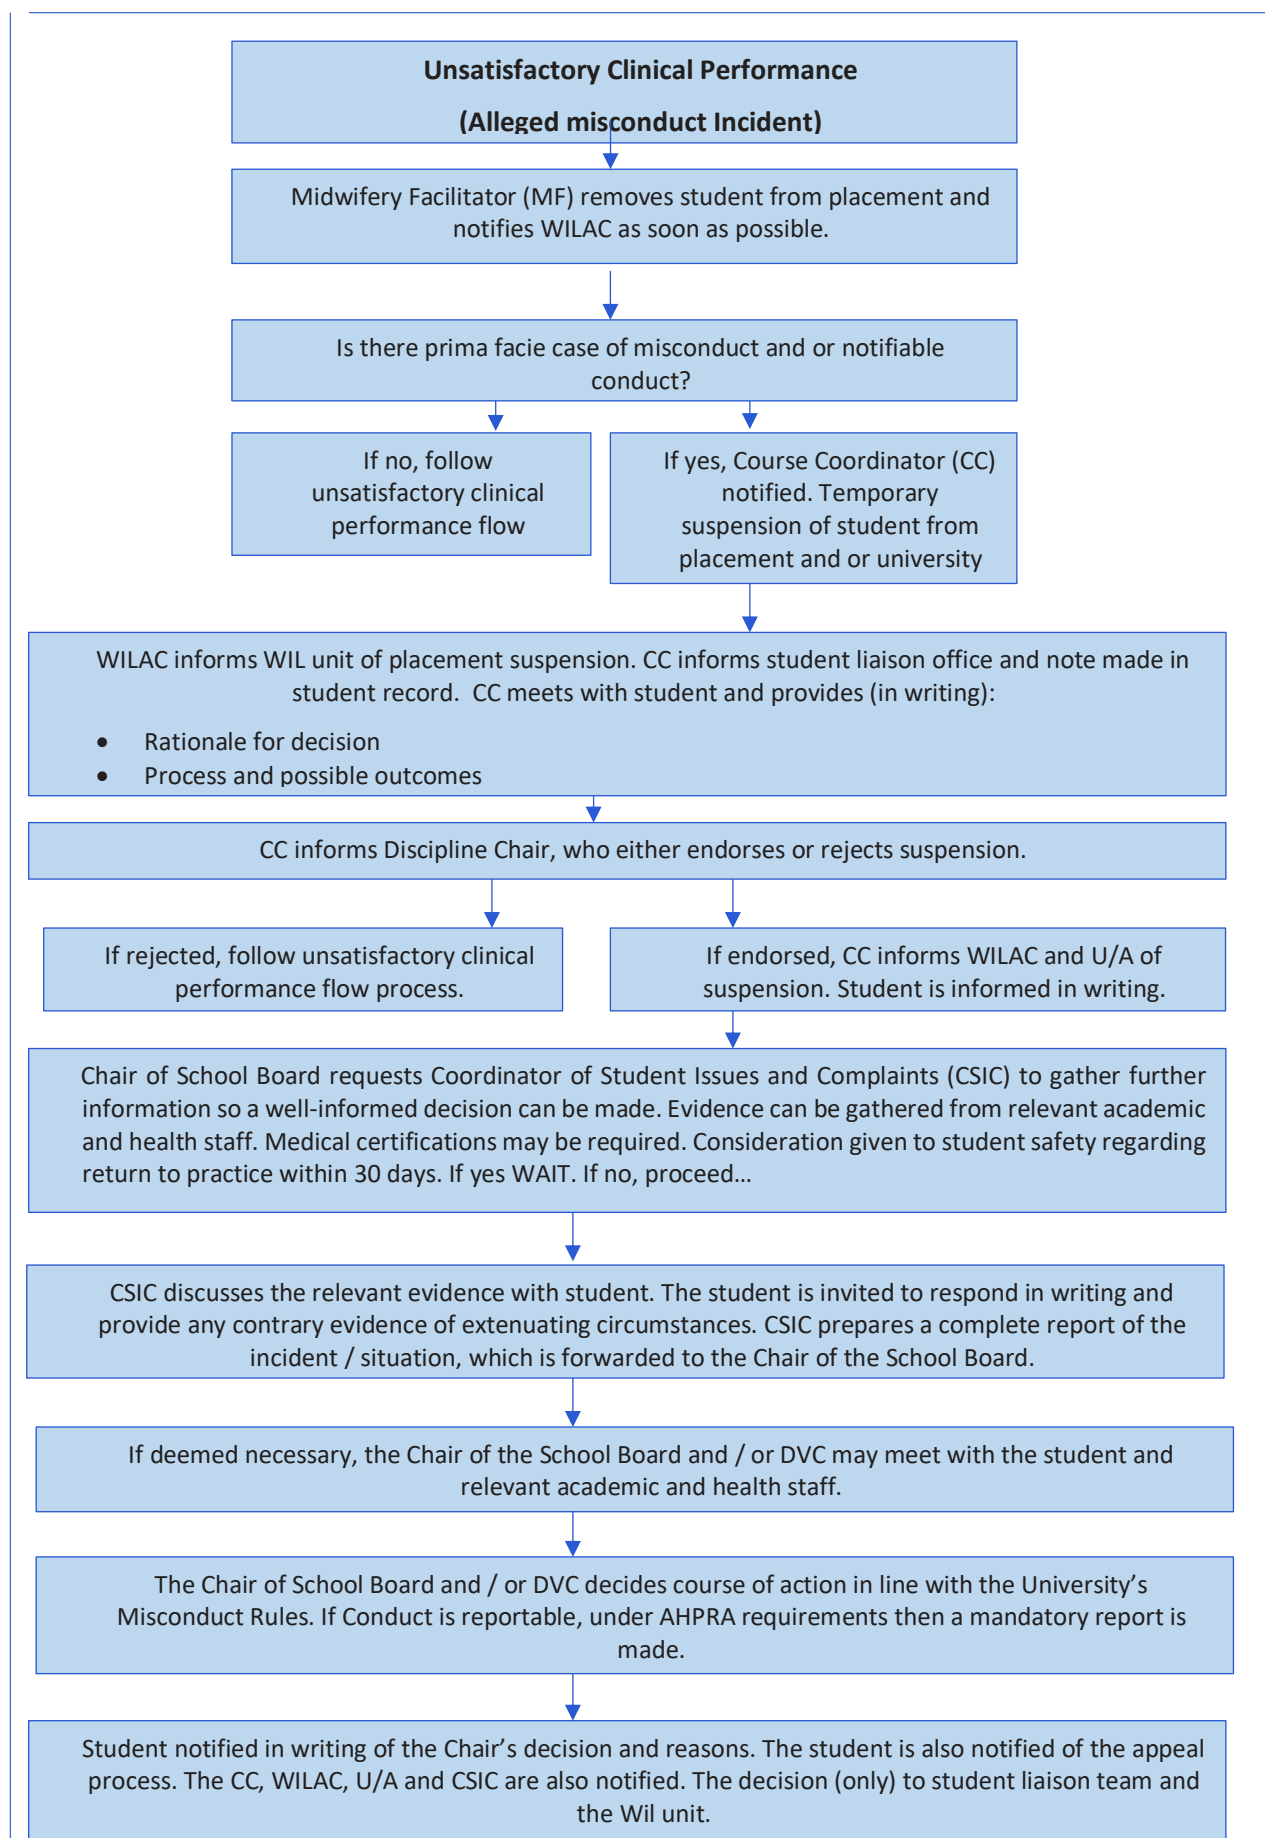 Unsatisfactory Clinical Performance
(Alleged misconduct Incident)
Midwifery Facilitator (MF) removes student from placement and
notifies WILAC as soon as possible.
Is there prima facie case of misconduct and or notifiable
conduct?
If no, follow
unsatisfactory clinical
performance flow
If yes, Course Coordinator (CC)
notified. Temporary
suspension of student from
placement and or university
WILAC informs WIL unit of placement suspension. CC informs student liaison office and note made in
student record.  CC meets with student and provides (in writing):
• Rationale for decision
• Process and possible outcomes
CC informs Discipline Chair, who either endorses or rejects suspension.
If rejected, follow unsatisfactory clinical
performance flow process.
If endorsed, CC informs WILAC and U/A of
suspension. Student is informed in writing.
Chair of School Board requests Coordinator of Student Issues and Complaints (CSIC) to gather further
information so a well-informed decision can be made. Evidence can be gathered from relevant academic
and health staff. Medical certifications may be required. Consideration given to student safety regarding
return to practice within 30 days. If yes WAIT. If no, proceed…
CSIC discusses the relevant evidence with student. The student is invited to respond in writing and
provide any contrary evidence of extenuating circumstances. CSIC prepares a complete report of the
incident / situation, which is forwarded to the Chair of the School Board.
If deemed necessary, the Chair of the School Board and / or DVC may meet with the student and
relevant academic and health staff.
The Chair of School Board and / or DVC decides course of action in line with the University’s
Misconduct Rules. If Conduct is reportable, under AHPRA requirements then a mandatory report is
made.
Student notified in writing of the Chair’s decision and reasons. The student is also notified of the appeal
process. The CC, WILAC, U/A and CSIC are also notified. The decision (only) to student liaison team and
the Wil unit.